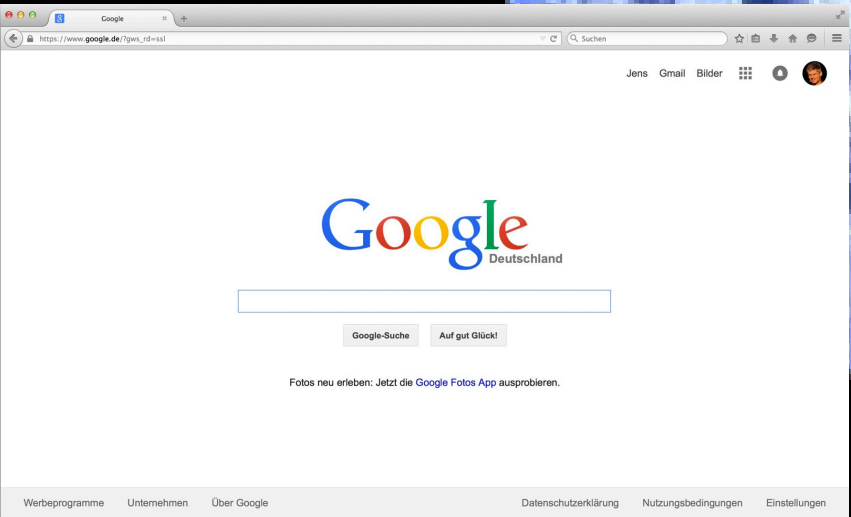 Google
https://www.google.de/?gws_rd=ssl
Suchen
Jens Gmail Bilder
Google
Deutschland
Google-Suche Auf gut Glück!
Fotos neu erleben: Jetzt die Google Fotos App ausprobieren.
Werbeprogramme Unternehmen Über Google Datenschutzerklärung Nutzungsbedingungen Einstellungen